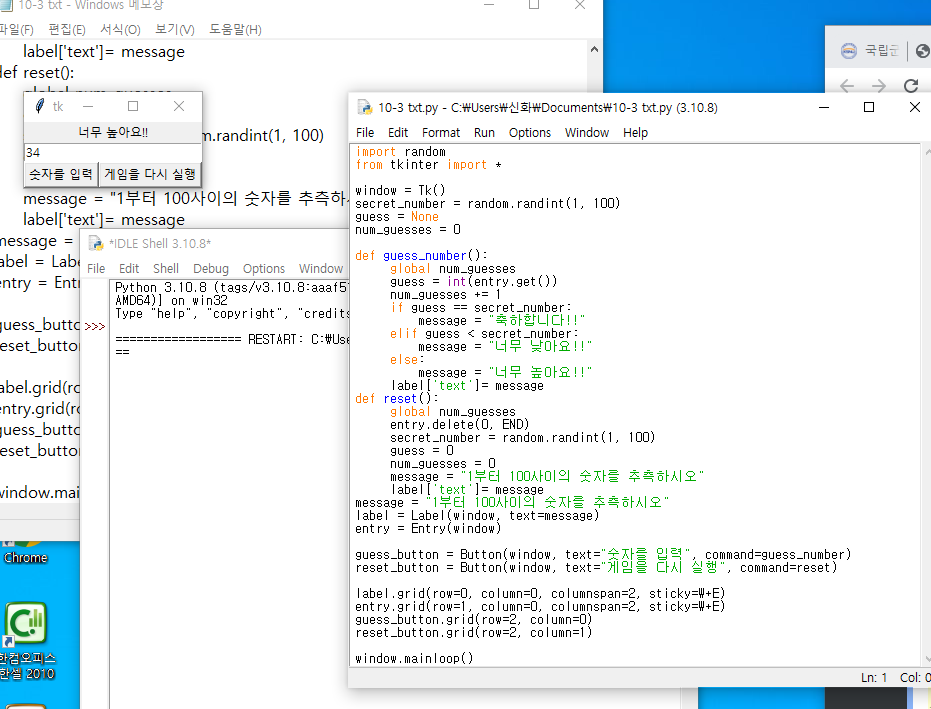 10-3 txt - Windows 메모장
파일(F) 편집(E) 서식(O) 보기(V) 도움말(H)
label['text']= message
def reset():
global num_guesses
m.randint(1, 100)
message = "1부터 100사이의 숫자를 추측하시
label['text']= message
message =
label = Label
entry = Entr
guess_butto
reset_button
label.grid(ro
entry.grid(ro
guess_butto
reset_button
window.mai
tk
너무 높아요!!
34
숫자를 입력 게임을 다시 실행
*IDLE Shell 3.10.8*
File Edit Shell Debug Options Window
Python 3.10.8 (tags/v3.10.8:aaaf5
AMD64)] on win32
Type "help", "copyright", "credits
>>>
================== RESTART: C:₩Use
==
10-3 txt.py - C:₩Users₩신화₩Documents₩10-3 txt.py (3.10.8)
File Edit Format Run Options Window Help
import random
from tkinter import *
window = Tk()
secret_number = random.randint(1, 100)
guess = None
num_guesses = 0
def guess_number():
global num_guesses
guess = int(entry.get())
num_guesses += 1
if guess == secret_number:
message = "축하합니다!!"
elif guess < secret_number:
message = "너무 낮아요!!"
else:
message = "너무 높아요!!"
label['text']= message
def reset():
global num_guesses
entry.delete(0, END)
secret_number = random.randint(1, 100)
guess = 0
num_guesses = 0
message = "1부터 100사이의 숫자를 추측하시오"
label['text']= message
message = "1부터 100사이의 숫자를 추측하시오"
label = Label(window, text=message)
entry = Entry(window)
guess_button = Button(window, text="숫자를 입력", command=guess_number)
reset_button = Button(window, text="게임을 다시 실행", command=reset)
label.grid(row=0, column=0, columnspan=2, sticky=W+E)
entry.grid(row=1, column=0, columnspan=2, sticky=W+E)
guess_button.grid(row=2, column=0)
reset_button.grid(row=2, column=1)
window.mainloop()
Ln: 1 Col: 0
국립
Chrome
한컴오피스
한셀 2010